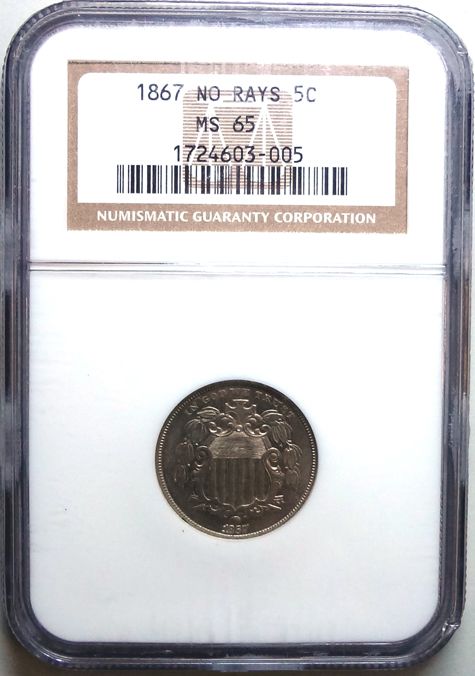 1867 NO RAYS 5C
MS 65
1724603-005
NUMISMATIC GUARANTY CORPORATION
IN GOD WE TRUST
1867